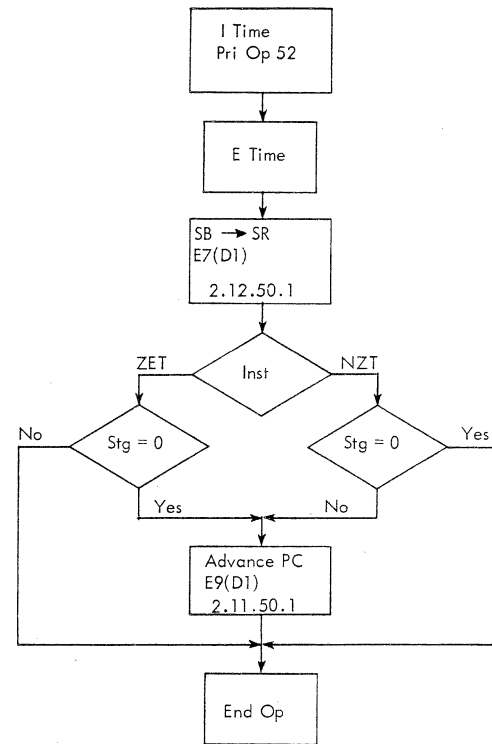 I Time
Pri Op 52
E Time
SB → SR
E7(D1)
2.12.50.1
ZET
Inst
NZT
No
Stg = 0
Stg = 0
Yes
Yes
No
Advance PC
E9(D1)
2.11.50.1
End Op